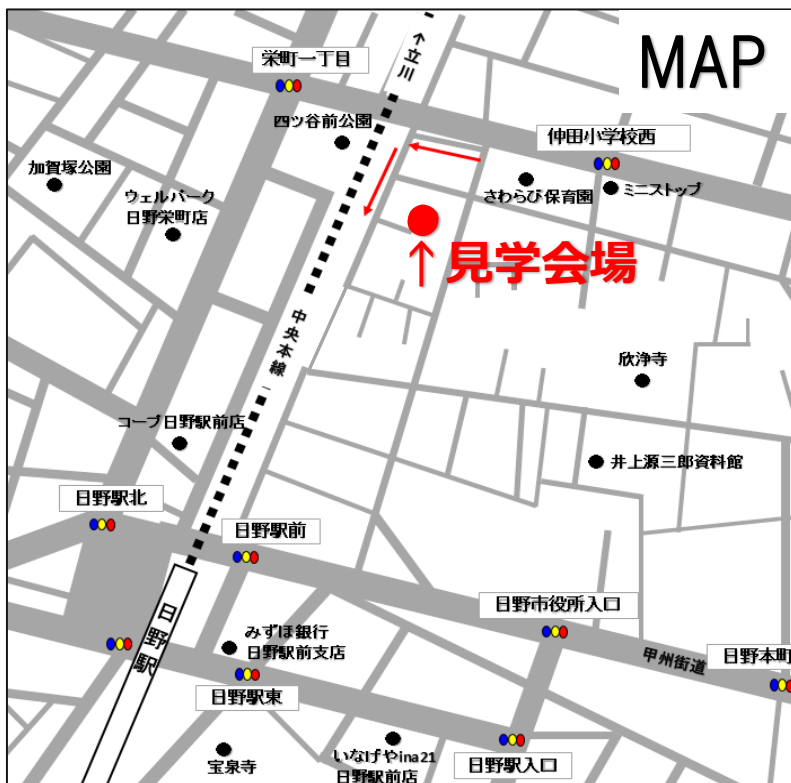 MAP
↑立川
栄町一丁目
四ツ谷前公園
仲田小学校西
加賀塚公園
さわらび保育園
ミニストップ
ウェルパーク
日野栄町店
↑見学会場
中央本線
欣浄寺
コープ日野駅前店
井上源三郎資料館
日野駅北
日野駅前
日野市役所入口
日野駅
みずほ銀行
日野駅前支店
甲州街道
日野本町
日野駅東
宝泉寺
いなげやina21
日野駅前店
日野駅入口